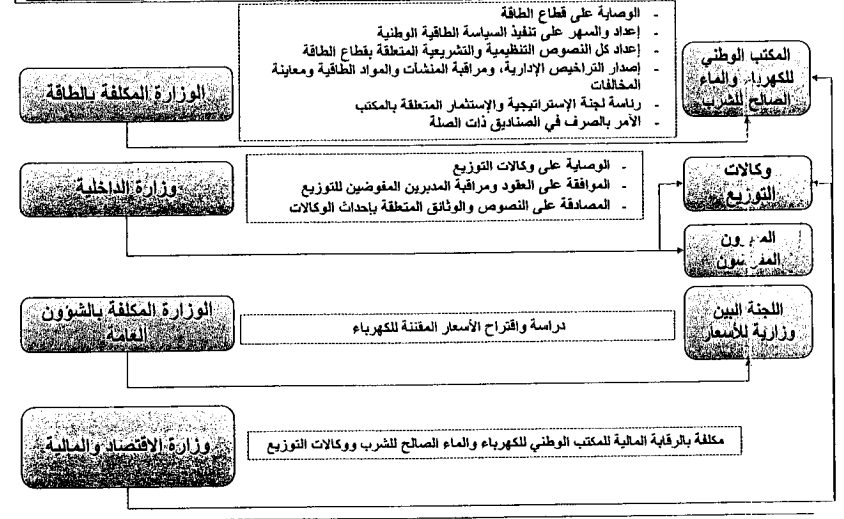 - الوصاية على قطاع الطاقة
- إعداد والسهر على تنفيذ السياسة الطاقية الوطنية
- إعداد كل النصوص التنظيمية والتشريعية المتعلقة بقطاع الطاقة
- إصدار التراخيص الإدارية، ومراقبة المنشآت والمواد الطاقية ومعاينة
المخالفات
- رئاسة لجنة الإستراتيجية والإستثمار المتعلقة بالمكتب
- الآمر بالصرف في الصناديق ذات الصلة
الوزارة المكلفة بالطاقة
المكتب الوطني
للكهرباء والماء
الصالح للشرب
- الوصاية على وكالات التوزيع
- الموافقة على العقود ومراقبة المدبرين المفوضين للتوزيع
- المصادقة على النصوص والوثائق المتعلقة بإحداث الوكالات
وزارة الداخلية
وكالات
التوزيع
المدبرون
المفوضون
الوزارة المكلفة بالشؤون
العامة
دراسة واقتراح الأسعار المقننة للكهرباء
اللجنة البين
وزارية للأسعار
وزارة الاقتصاد والمالية
مكلفة بالرقابة المالية للمكتب الوطني للكهرباء والماء الصالح للشرب ووكالات التوزيع